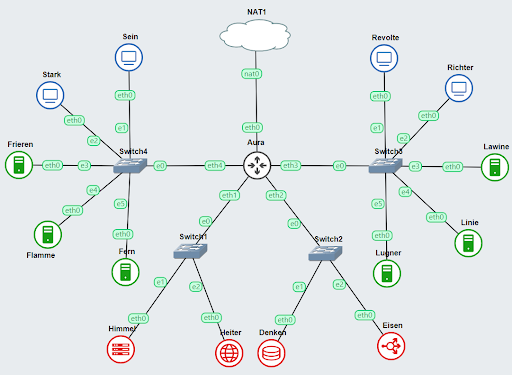 NAT1
nat0
Sein
Revolte
Stark
Richter
eth0
eth0
eth0
eth0
eth0
e1
e1
e2
e2
Frieren
Switch4
Aura
Switch3
Lawine
eth0
e3
e0
eth4
eth3
e0
e3
eth0
e4
eth1
eth2
e4
eth0
e5
e5
eth0
e0
e0
Flamme
eth0
Fern
Switch1
Switch2
eth0
Lugner
Linie
e1
e2
e1
e2
Himmel
eth0
eth0
Heiter
Denken
eth0
eth0
Eisen